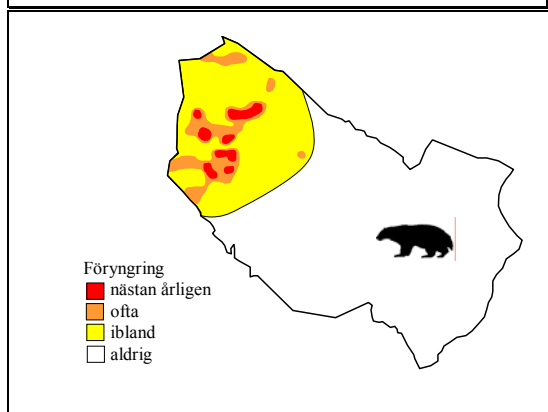 Föryngring
nästan årligen
ofta
ibland
aldrig